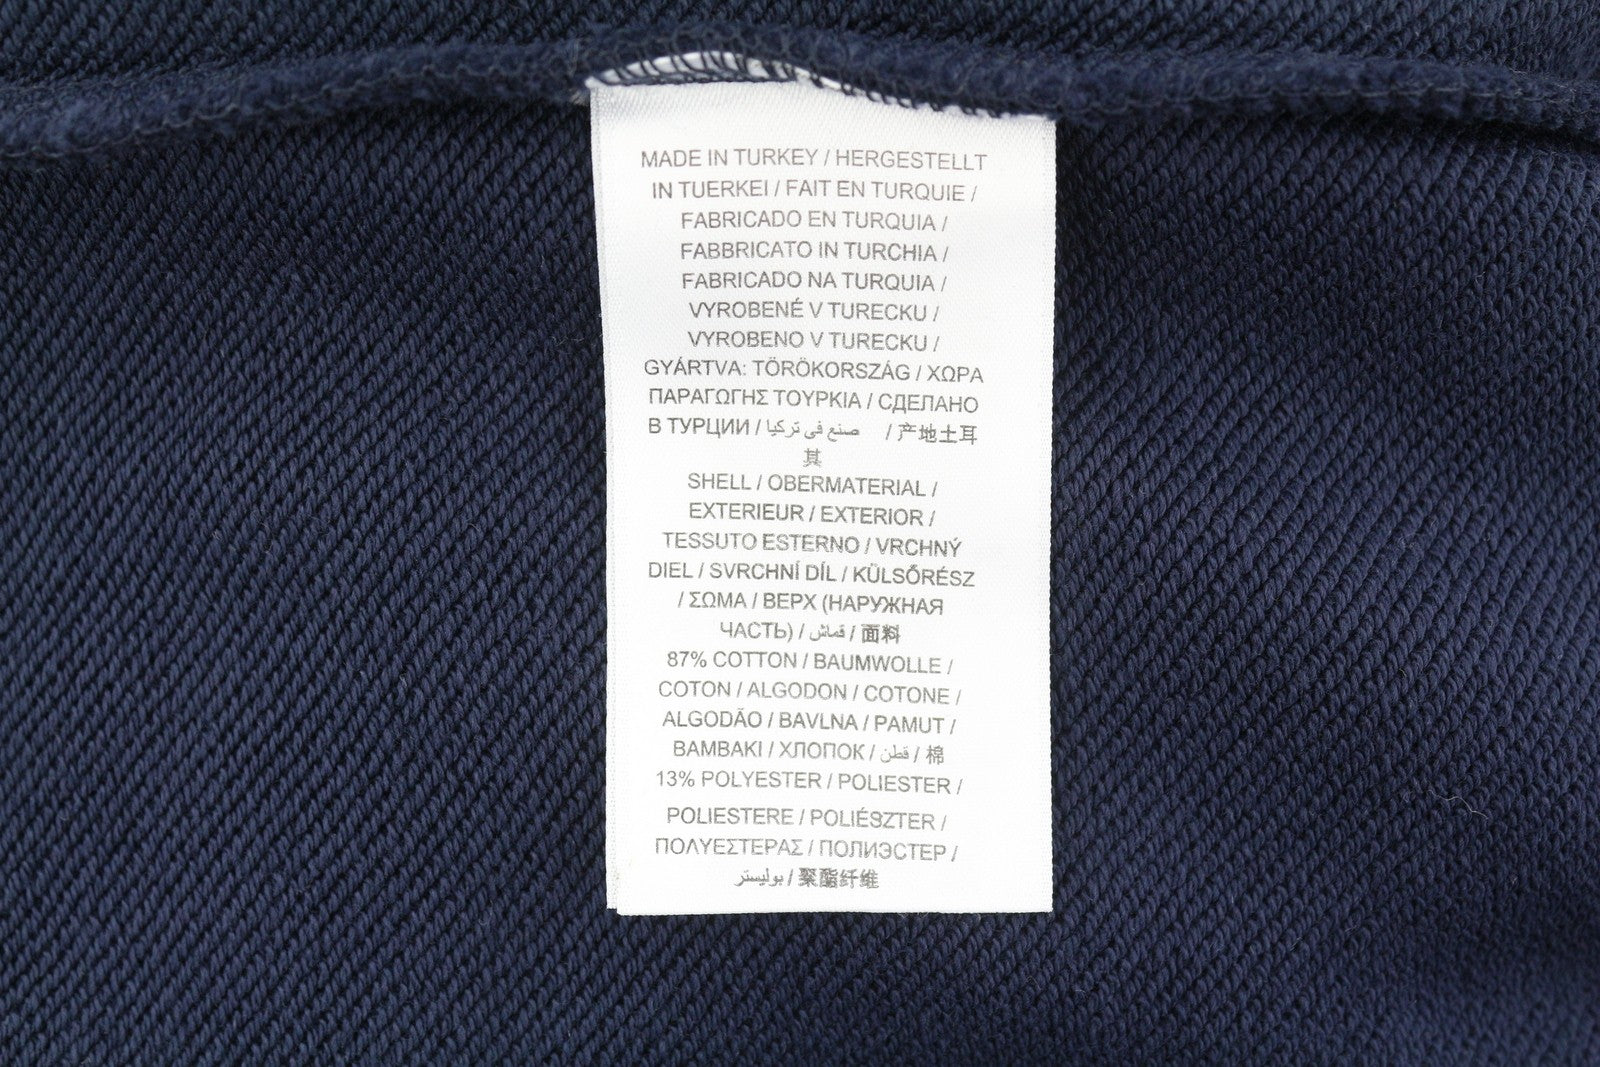 MADE IN TURKEY / HERGESTELLT
IN TUERKEI / FAIT EN TURQUIE /
FABRICADO EN TURQUIA /
FABBRICATO IN TURCHIA /
FABRICADO NA TURQUIA /
VYROBENÉ V TURECKU /
VYROBENO V TURECKU /
GYÁRTVA: TÖRÖKORSZÁG / ΧΩΡΑ
ΠΑΡΑΓΩΓΗΣ ΤΟΥΡΚΙΑ / СДЕЛАНО
В ТУРЦИИ / صنع فى تركيا / 产地土耳
其
SHELL / OBERMATERIAL /
EXTERIEUR / EXTERIOR /
TESSUTO ESTERNO / VRCHNÝ
DIEL / SVRCHNÍ DÍL / KÜLSŐRÉSZ
/ ΣΩΜΑ / ВЕРХ (НАРУЖНАЯ
ЧАСТЬ) / قماش / 面料
87% COTTON / BAUMWOLLE /
COTON / ALGODON / COTONE /
ALGODÃO / BAVLNA / PAMUT /
BAMBAKI / ХЛОПОК / قطن / 棉
13% POLYESTER / POLIESTER /
POLIESTERE / POLIÉSZTER /
ΠΟΛΥΕΣΤΕΡΑΣ / ПОЛИЭСТЕР /
بوليستر / 聚酯纤维